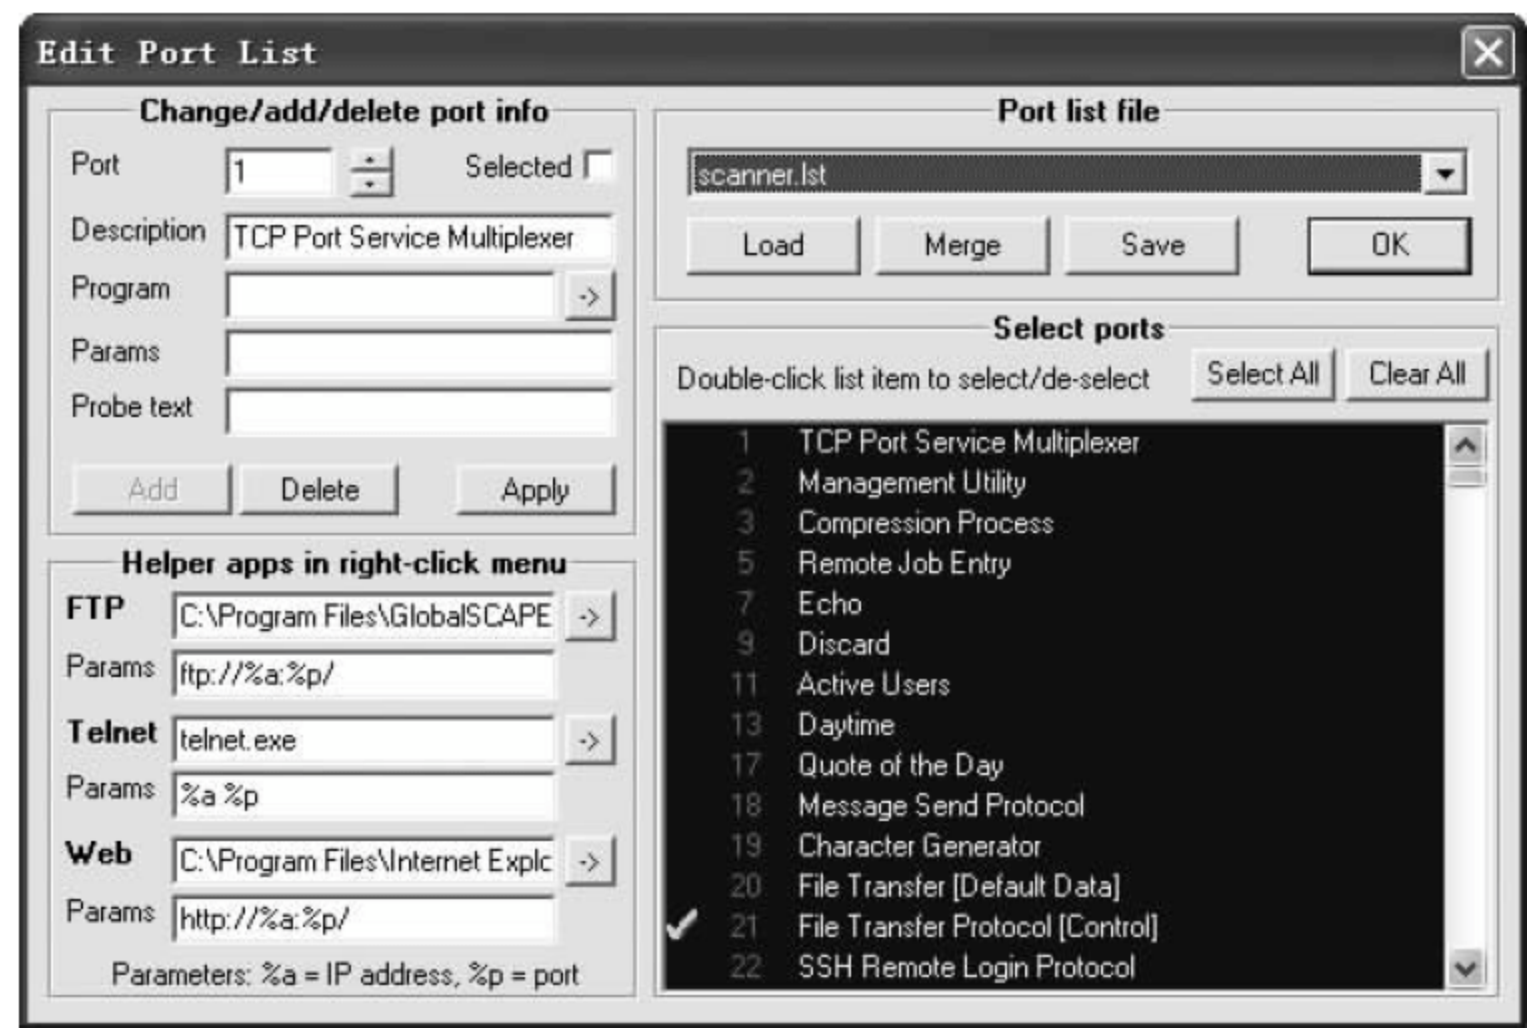 Edit Port List
Change/add/delete port info
Port 1 Selected
Description TCP Port Service Multiplexer
Program ->
Params
Probe text
Add Delete Apply
Helper apps in right-click menu
FTP C:\Program Files\GlobalSCAPE ->
Params ftp://%a:%p/
Telnet telnet.exe ->
Params %a %p
Web C:\Program Files\Internet Explc ->
Params http://%a:%p/
Parameters: %a = IP address, %p = port
Port list file
scanner.lst
Load Merge Save OK
Select ports
Double-click list item to select/de-select Select All Clear All
1 TCP Port Service Multiplexer
2 Management Utility
3 Compression Process
5 Remote Job Entry
7 Echo
9 Discard
11 Active Users
13 Daytime
17 Quote of the Day
18 Message Send Protocol
19 Character Generator
20 File Transfer [Default Data]
21 File Transfer Protocol [Control]
22 SSH Remote Login Protocol